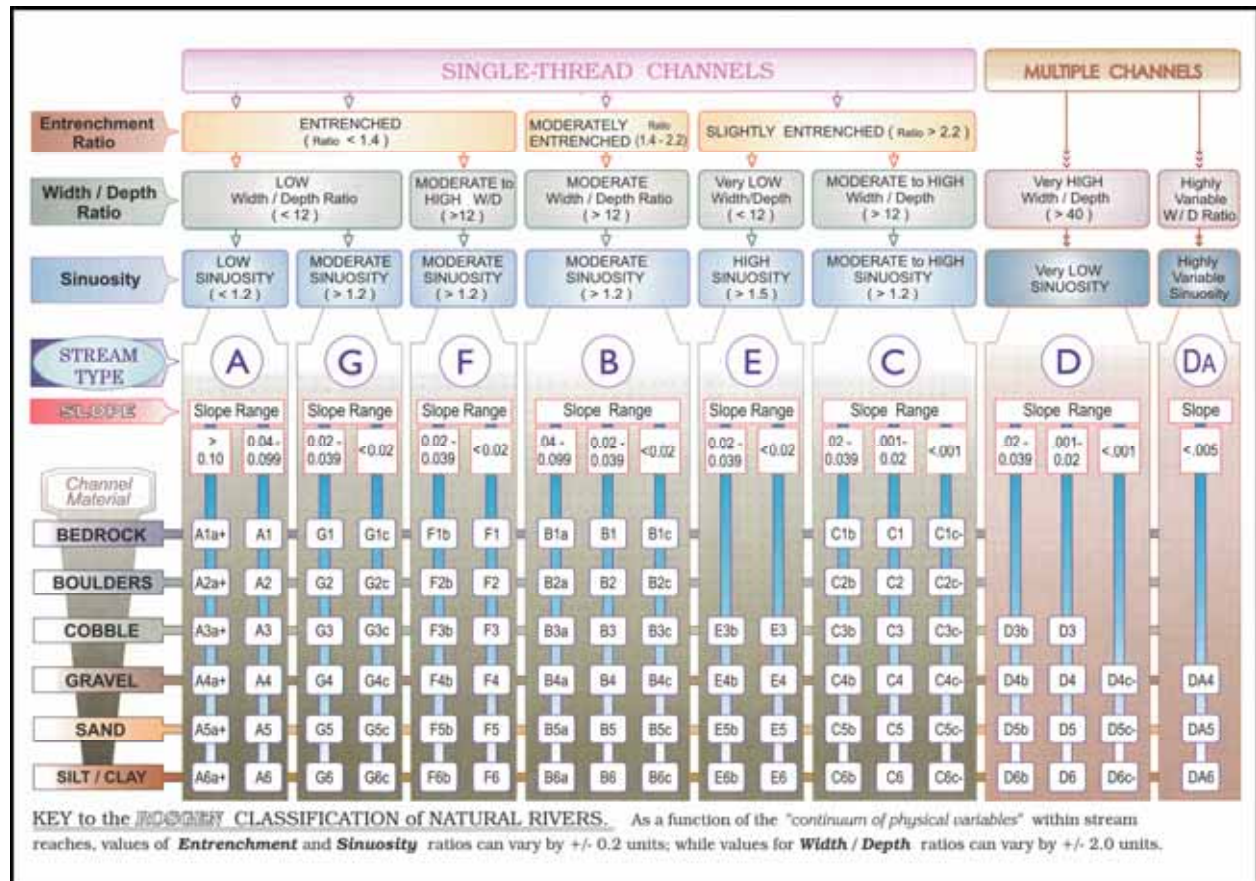 SINGLE-THREAD CHANNELS MULTIPLE CHANNELS
Entrenchment Ratio
ENTRENCHED
( Ratio < 1.4 )
MODERATELY Ratio
ENTRENCHED (1.4 - 2.2)
SLIGHTLY ENTRENCHED ( Ratio > 2.2 )
Width / Depth
Ratio
LOW
Width / Depth Ratio
( < 12 )
MODERATE to
HIGH W/D
( >12 )
MODERATE
Width / Depth Ratio
( > 12 )
Very LOW
Width/Depth
( < 12 )
MODERATE to HIGH
Width / Depth
( > 12 )
Very HIGH
Width / Depth
( > 40 )
Highly
Variable
W / D Ratio
Sinuosity
LOW
SINUOSITY
( < 1.2 )
MODERATE
SINUOSITY
( > 1.2 )
MODERATE
SINUOSITY
( > 1.2 )
MODERATE
SINUOSITY
( > 1.2 )
HIGH
SINUOSITY
( > 1.5 )
MODERATE to HIGH
SINUOSITY
( > 1.2 )
Very LOW
SINUOSITY
Highly
Variable
Sinuosity
STREAM
TYPE
A G F B E C D DA
SLOPE
Slope Range Slope Range Slope Range Slope Range Slope Range Slope Range Slope Range Slope
> 0.10
0.04 - 0.099
0.02 - 0.039
<0.02
0.02 - 0.039
<0.02
.04 - 0.099
0.02 - 0.039
<0.02
0.02 - 0.039
<0.02
.02 - 0.039
.001- 0.02
<.001
.02 - 0.039
.001- 0.02
<.001
<.005
Channel
Material
BEDROCK A1a+ A1 G1 G1c F1b F1 B1a B1 B1c C1b C1 C1c-
BOULDERS A2a+ A2 G2 G2c F2b F2 B2a B2 B2c C2b C2 C2c-
COBBLE A3a+ A3 G3 G3c F3b F3 B3a B3 B3c E3b E3 C3b C3 C3c- D3b D3
GRAVEL A4a+ A4 G4 G4c F4b F4 B4a B4 B4c E4b E4 C4b C4 C4c- D4b D4 D4c- DA4
SAND A5a+ A5 G5 G5c F5b F5 B5a B5 B5c E5b E5 C5b C5 C5c- D5b D5 D5c- DA5
SILT / CLAY A6a+ A6 G6 G6c F6b F6 B6a B6 B6c E6b E6 C6b C6 C6c- D6b D6 D6c- DA6
KEY to the ROSGEN CLASSIFICATION of NATURAL RIVERS. As a function of the "continuum of physical variables" within stream
reaches, values of Entrenchment and Sinuosity ratios can vary by +/- 0.2 units; while values for Width / Depth ratios can vary by +/- 2.0 units.